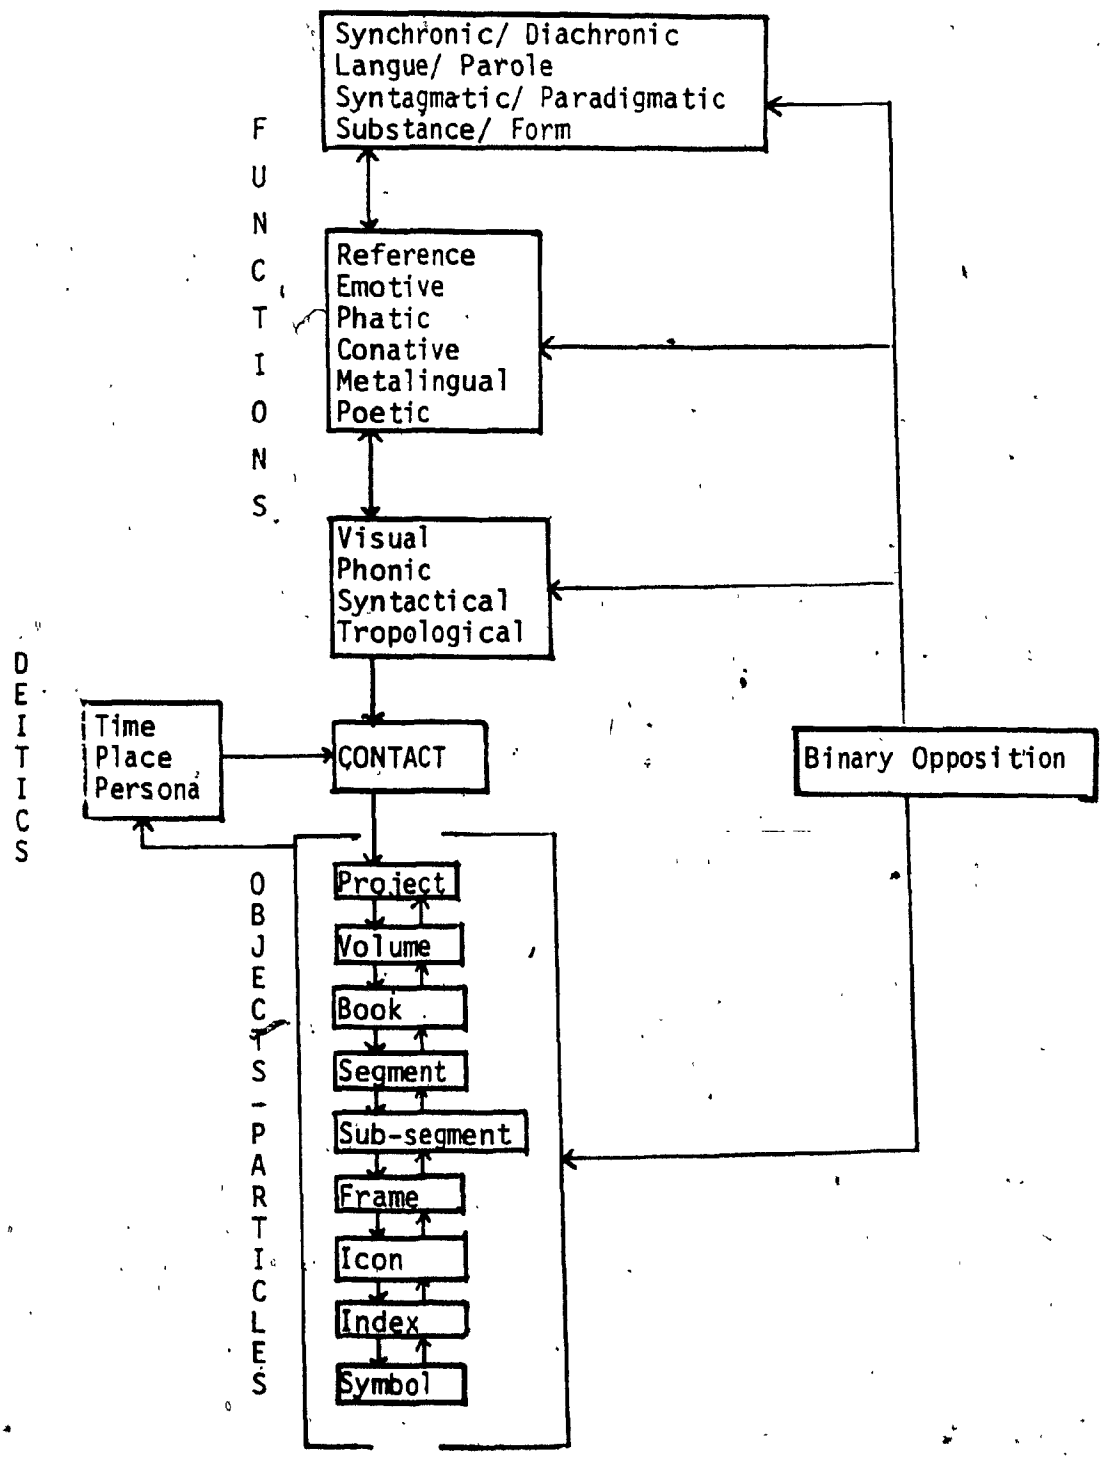 Synchronic/ Diachronic
Langue/ Parole
Syntagmatic/ Paradigmatic
Substance/ Form
FUNCTIONS
Reference
Emotive
Phatic
Conative
Metalingual
Poetic
Visual
Phonic
Syntactical
Tropological
DEITICS
Time
Place
Persona
CONTACT
Binary Opposition
OBJECTS-PARTICLES
Project
Volume
Book
Segment
Sub-segment
Frame
Icon
Index
Symbol